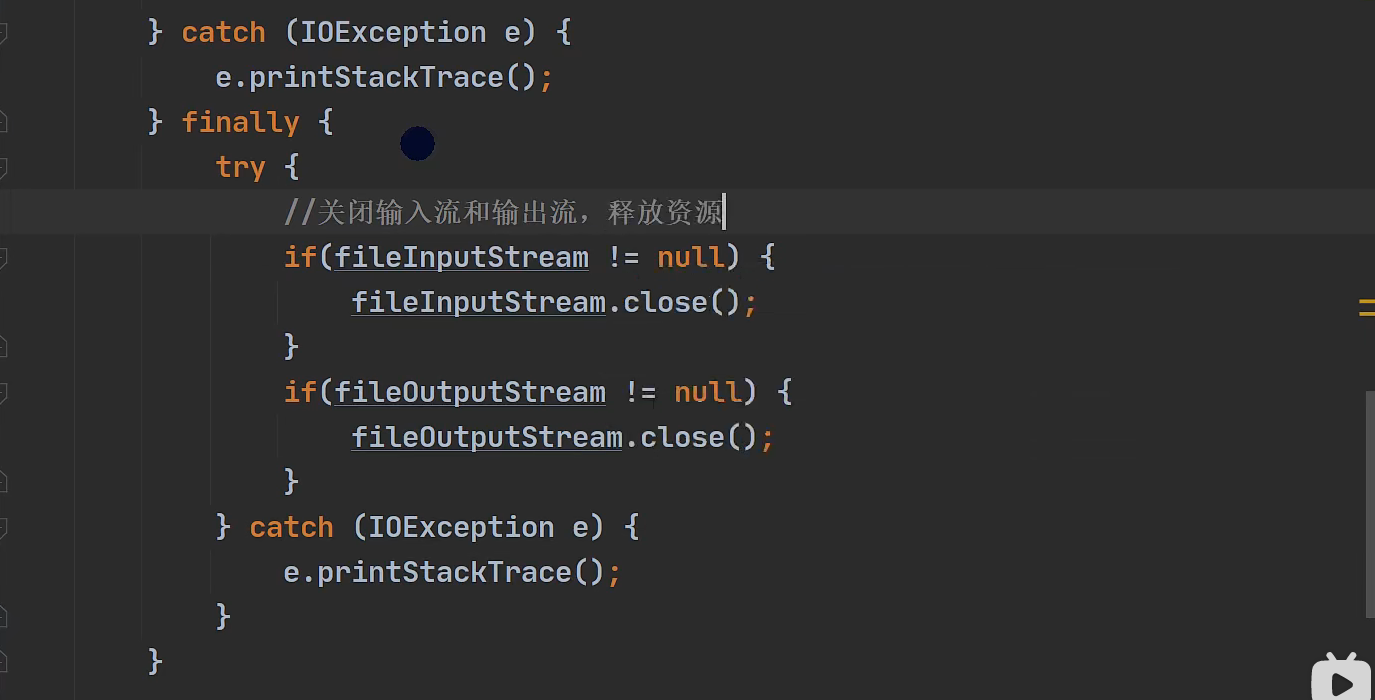 } catch (IOException e) {
e.printStackTrace();
} finally {
try {
//关闭输入流和输出流，释放资源
if(fileInputStream != null) {
fileInputStream.close();
}
if(fileOutputStream != null) {
fileOutputStream.close();
}
} catch (IOException e) {
e.printStackTrace();
}
}